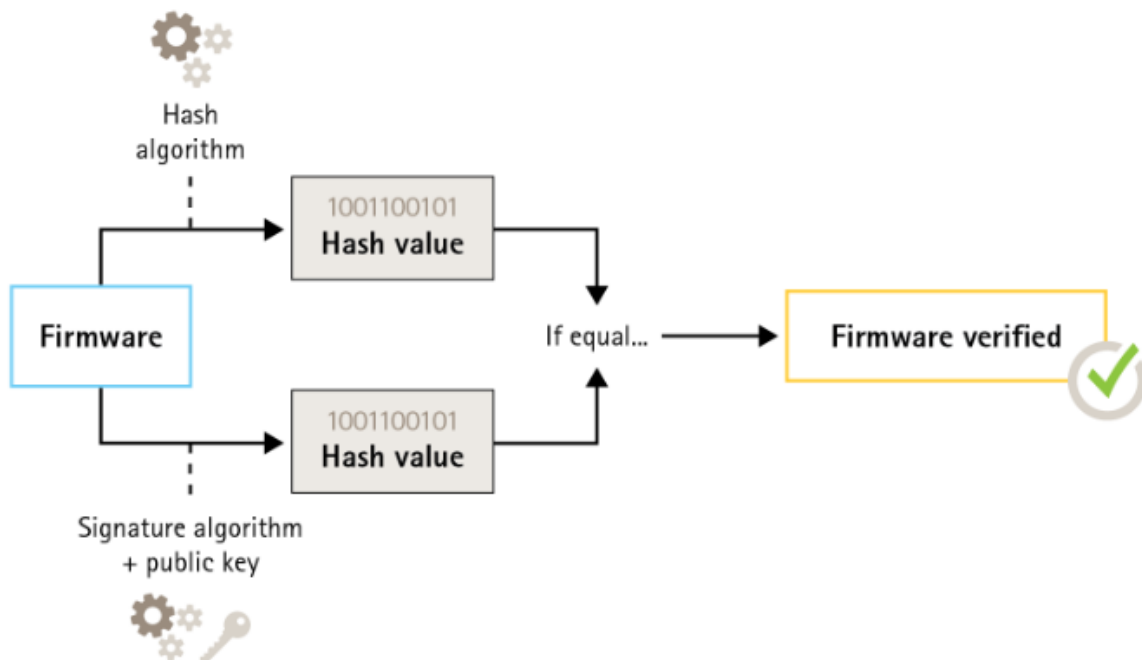 Hash
algorithm
1001100101
Hash value
Firmware
If equal...
Firmware verified
1001100101
Hash value
Signature algorithm
+ public key